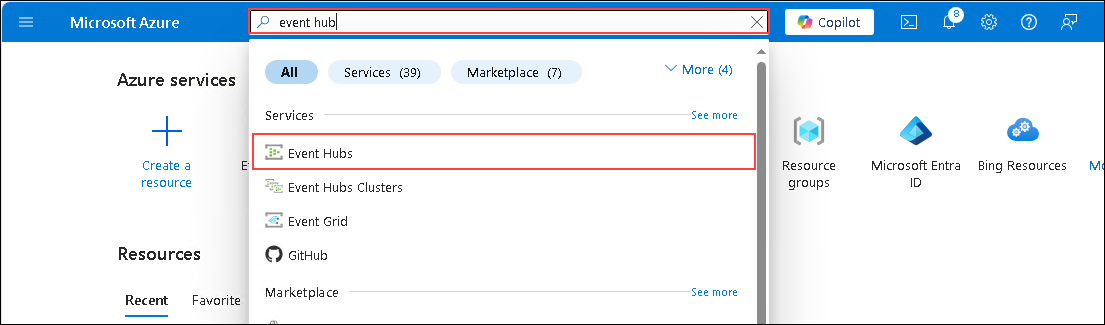 Microsoft Azure
event hub
Copilot
8
All
Services (39)
Marketplace (7)
More (4)
Azure services
Services
See more
Create a resource
Event Hubs
Event Hubs Clusters
Event Grid
GitHub
Resource groups
Microsoft Entra ID
Bing Resources
Resources
Recent
Favorite
Marketplace
See more